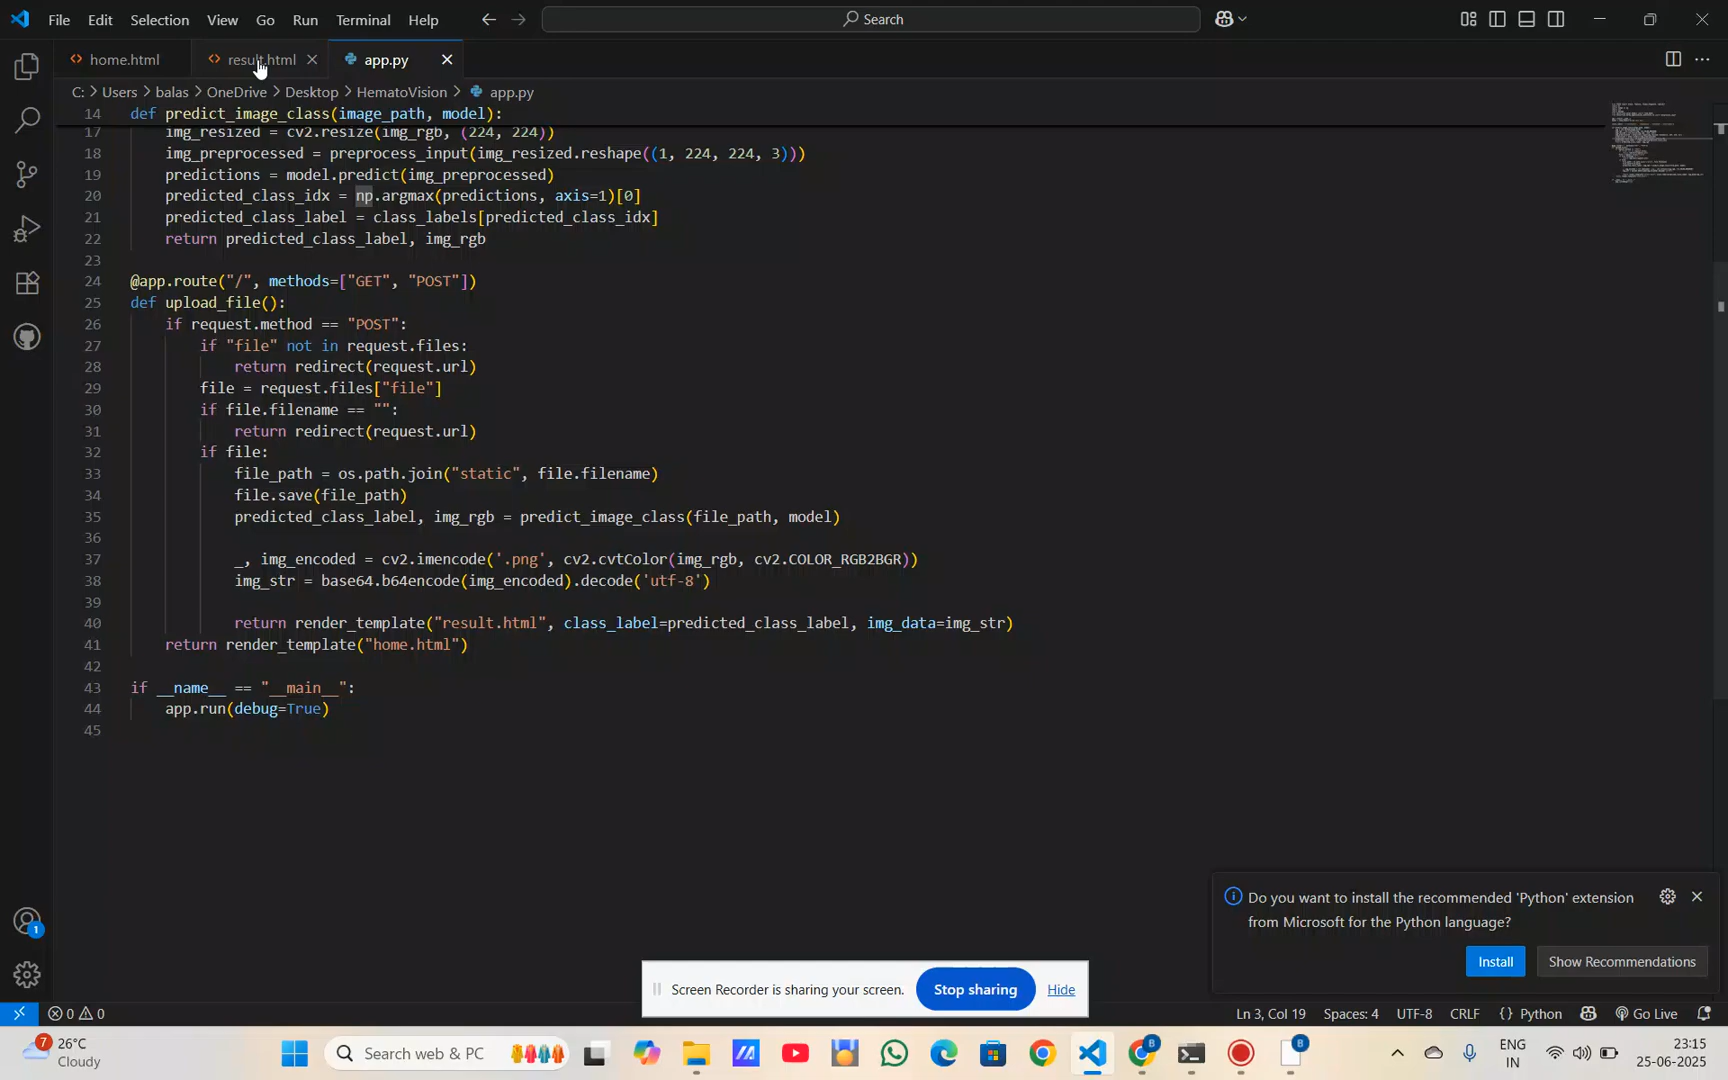 File Edit Selection View Go Run Terminal Help
Search
home.html
result.html
app.py
C: > Users > balas > OneDrive > Desktop > HematoVision > app.py
14 def predict_image_class(image_path, model):
img_resized = cv2.resize(img_rgb, (224, 224))
18 img_preprocessed = preprocess_input(img_resized.reshape((1, 224, 224, 3)))
19 predictions = model.predict(img_preprocessed)
20 predicted_class_idx = np.argmax(predictions, axis=1)[0]
21 predicted_class_label = class_labels[predicted_class_idx]
22 return predicted_class_label, img_rgb
23
24 @app.route("/", methods=["GET", "POST"])
25 def upload_file():
26 if request.method == "POST":
27 if "file" not in request.files:
28 return redirect(request.url)
29 file = request.files["file"]
30 if file.filename == "":
31 return redirect(request.url)
32 if file:
33 file_path = os.path.join("static", file.filename)
34 file.save(file_path)
35 predicted_class_label, img_rgb = predict_image_class(file_path, model)
36
37 _, img_encoded = cv2.imencode('.png', cv2.cvtColor(img_rgb, cv2.COLOR_RGB2BGR))
38 img_str = base64.b64encode(img_encoded).decode('utf-8')
39
40 return render_template("result.html", class_label=predicted_class_label, img_data=img_str)
41 return render_template("home.html")
42
43 if __name__ == "__main__":
44 app.run(debug=True)
45
Do you want to install the recommended 'Python' extension
from Microsoft for the Python language?
Install
Show Recommendations
1
Screen Recorder is sharing your screen.
Stop sharing
Hide
0 0
Ln 3, Col 19 Spaces: 4 UTF-8 CRLF {} Python Go Live
7
26°C
Cloudy
Search web & PC
B
B
ENG
IN
23:15
25-06-2025